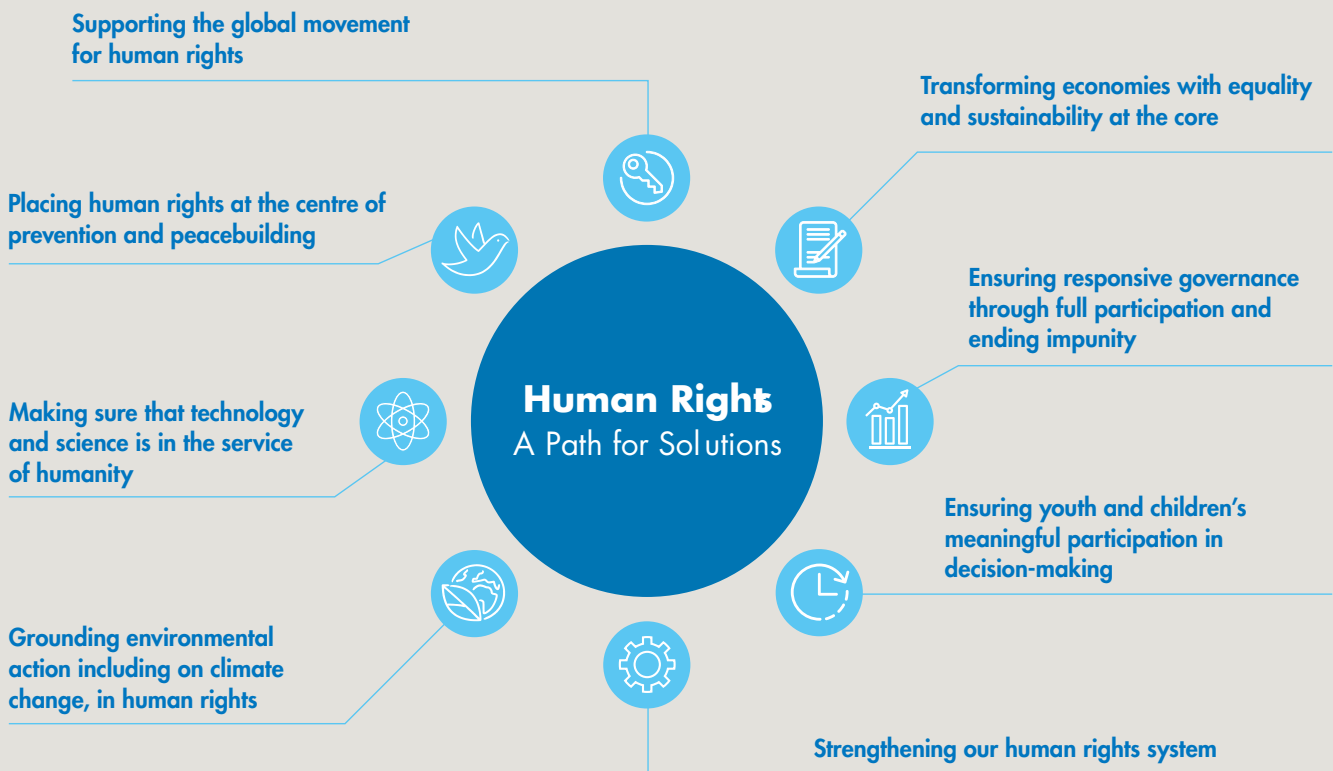 Supporting the global movement
for human rights
Transforming economies with equality
and sustainability at the core
Placing human rights at the centre of
prevention and peacebuilding
Ensuring responsive governance
through full participation and
ending impunity
Human Rights
A Path for Solutions
Making sure that technology
and science is in the service
of humanity
Ensuring youth and children's
meaningful participation in
decision-making
Grounding environmental
action including on climate
change, in human rights
Strengthening our human rights system